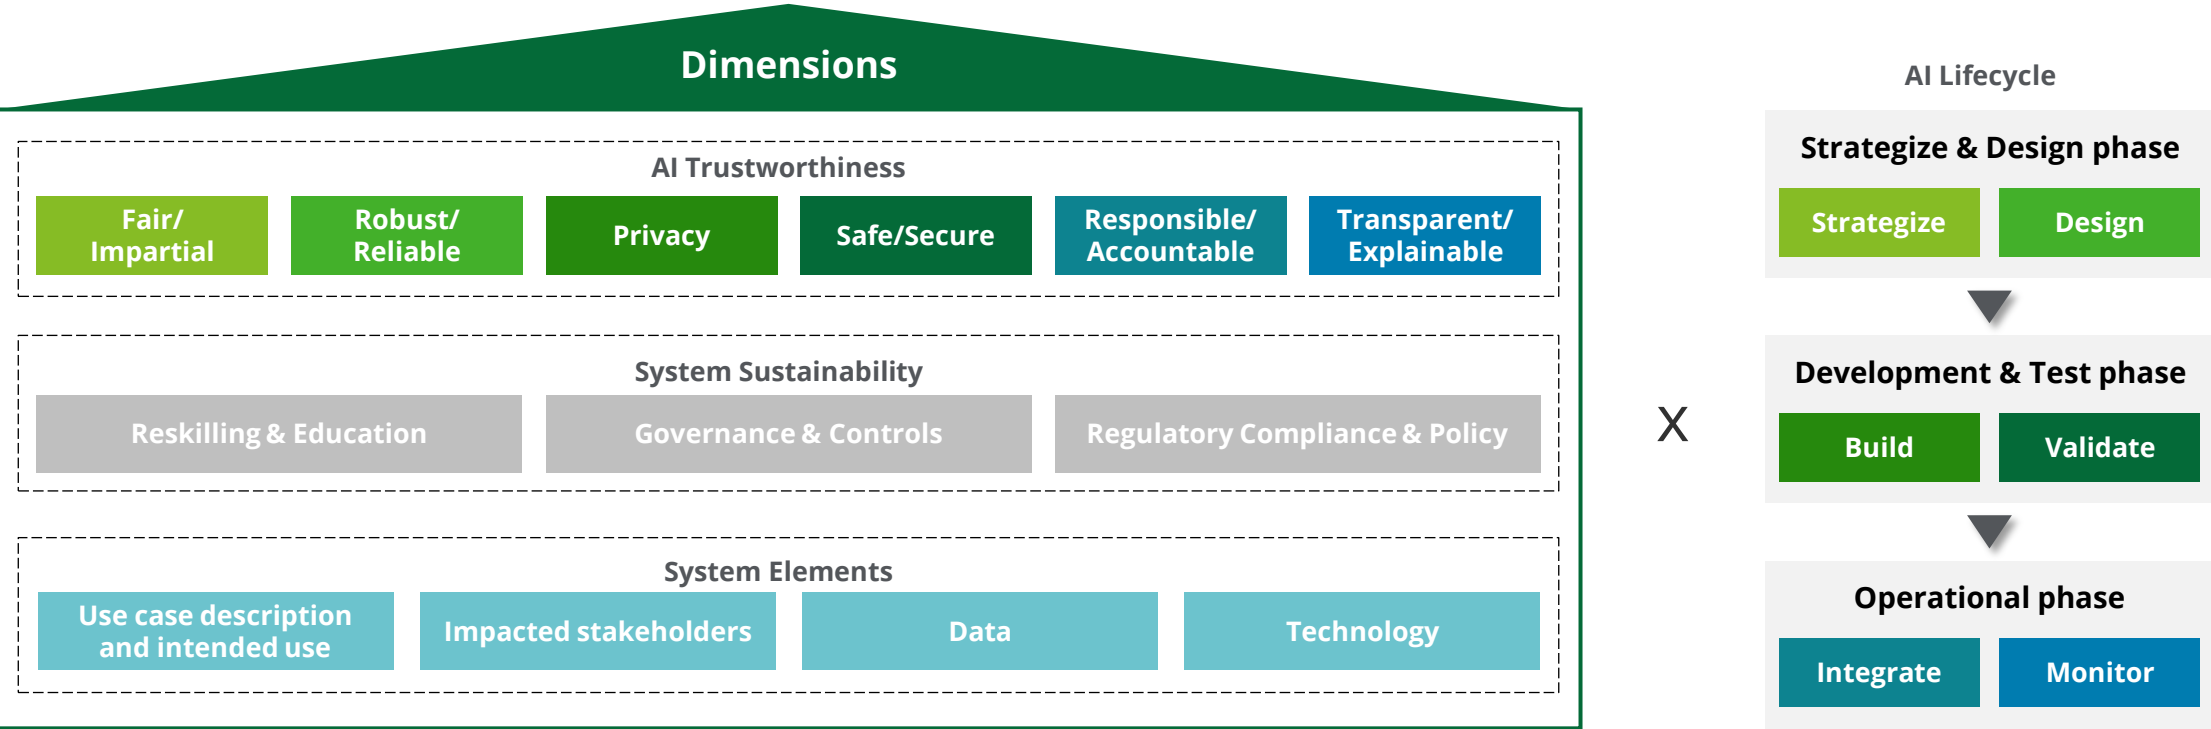 Dimensions
AI Trustworthiness
Fair/
Impartial
Robust/
Reliable
Privacy
Safe/Secure
Responsible/
Accountable
Transparent/
Explainable
System Sustainability
Reskilling & Education
Governance & Controls
Regulatory Compliance & Policy
System Elements
Use case description
and intended use
Impacted stakeholders
Data
Technology
X
AI Lifecycle
Strategize & Design phase
Strategize
Design
Development & Test phase
Build
Validate
Operational phase
Integrate
Monitor